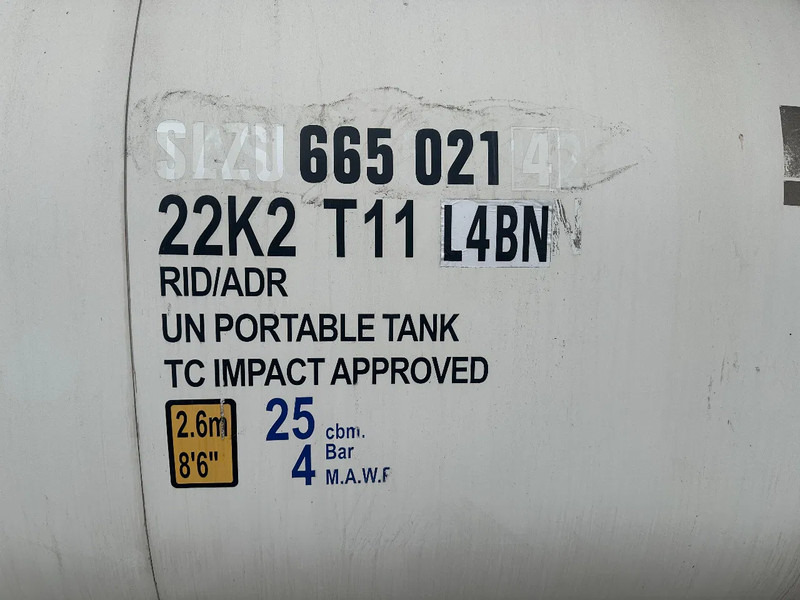 665 021 4
22K2 T11 L4BN
RID/ADR
UN PORTABLE TANK
TC IMPACT APPROVED
2.6m
8'6"
25 cbm.
4 Bar
M.A.W.P